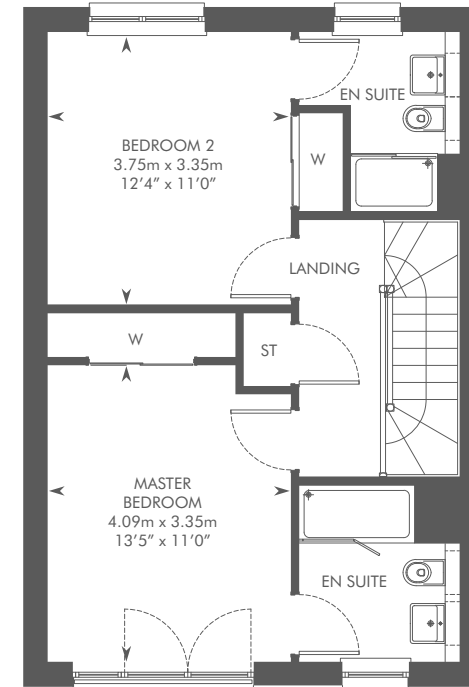 EN SUITE
BEDROOM 2
3.75m x 3.35m
12’4” x 11’0”
W
LANDING
W
ST
MASTER
BEDROOM
4.09m x 3.35m
13’5” x 11’0”
EN SUITE